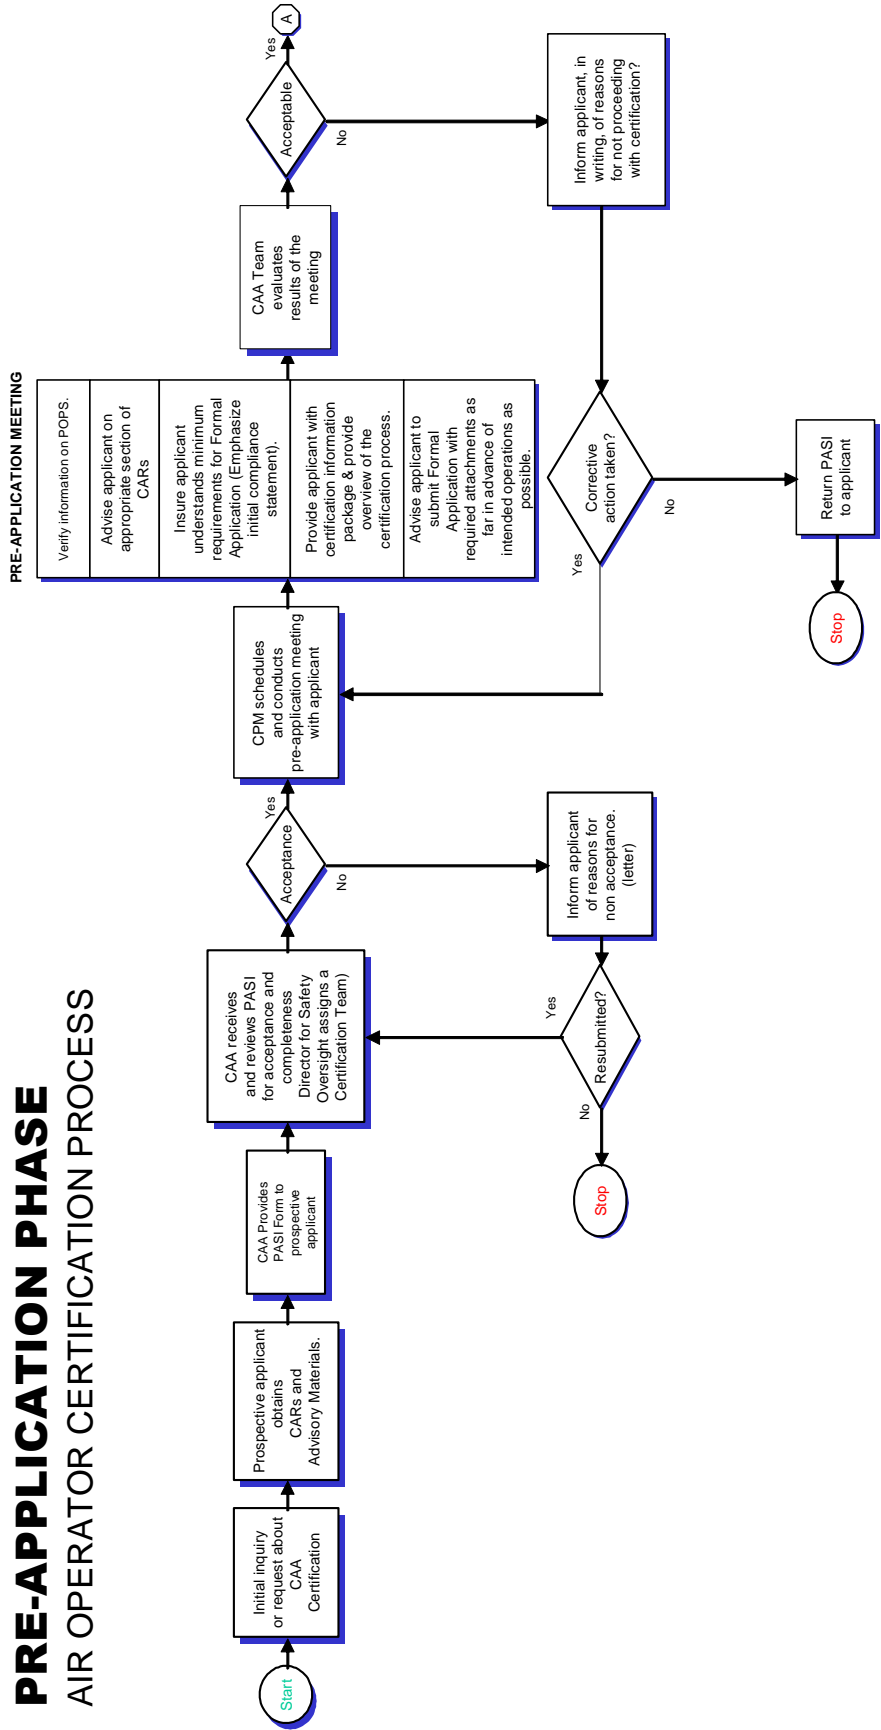 PRE-APPLICATION PHASE
AIR OPERATOR CERTIFICATION PROCESS
Start
Initial inquiry
or request about
CAA
Certification
Prospective applicant
obtains
CARs and
Advisory Materials.
CAA Provides
PASI Form to
prospective
applicant
CAA receives
and reviews PASI
for acceptance and
completeness
Director for Safety
Oversight assigns a
Certification Team)
Acceptance
Yes
No
Inform applicant
of reasons for
non acceptance.
(letter)
Resubmitted?
Yes
No
Stop
CPM schedules
and conducts
pre-application meeting
with applicant
PRE-APPLICATION MEETING
Verify information on POPS.
Advise applicant on
appropriate section of
CARs
Insure applicant
understands minimum
requirements for Formal
Application (Emphasize
initial compliance
statement).
Provide applicant with
certification information
package & provide
overview of the
certification process.
Advise applicant to
submit Formal
Application with
required attachments as
far in advance of
intended operations as
possible.
CAA Team
evaluates
results of the
meeting
Acceptable
Yes
A
No
Inform applicant, in
writing, of reasons
for not proceeding
with certification?
Corrective
action taken?
Yes
No
Return PASI
to applicant
Stop